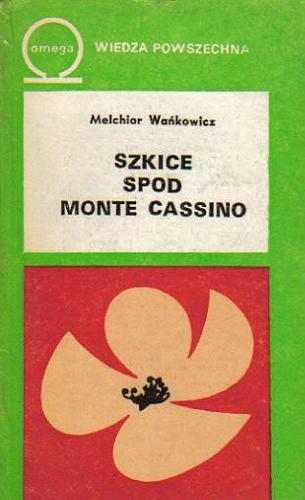 omega
WIEDZA POWSZECHNA
Melchior Wańkowicz
SZKICE
SPOD
MONTE CASSINO